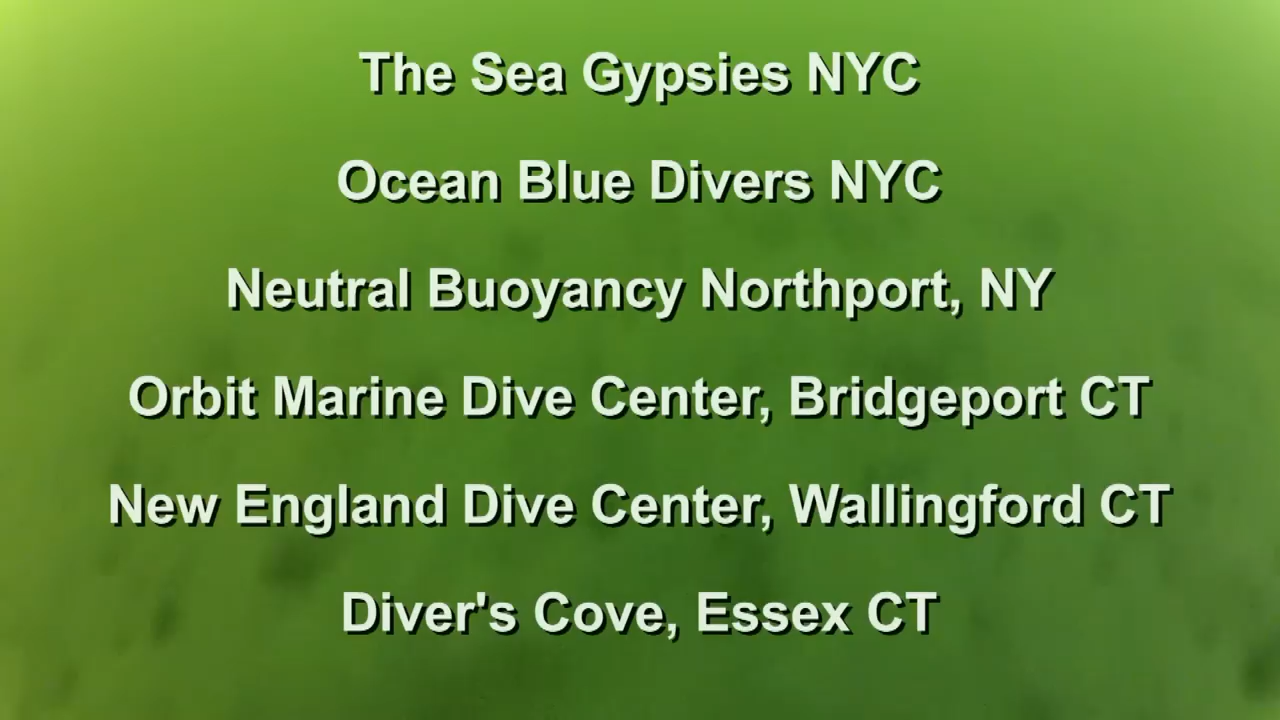 The Sea Gypsies NYC
Ocean Blue Divers NYC
Neutral Buoyancy Northport, NY
Orbit Marine Dive Center, Bridgeport CT
New England Dive Center, Wallingford CT
Diver's Cove, Essex CT